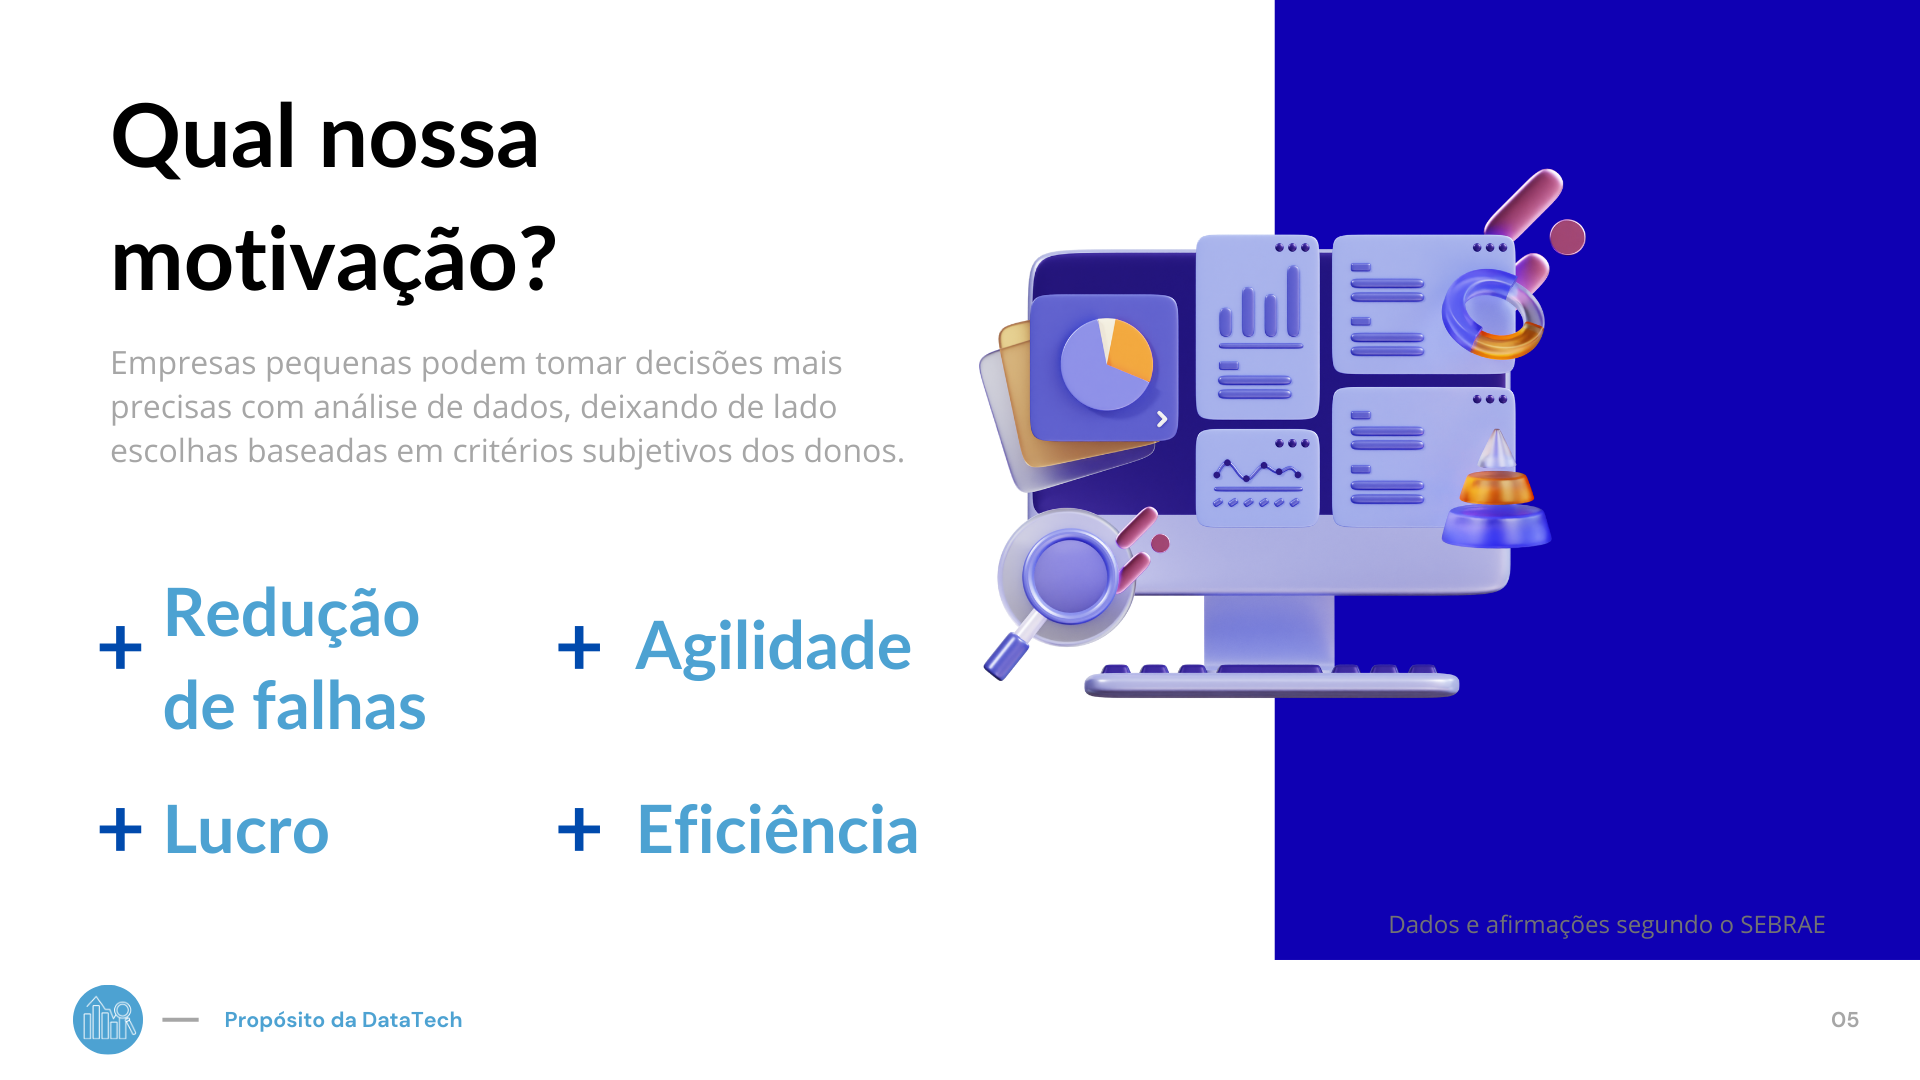 Qual nossa
motivação?
Empresas pequenas podem tomar decisões mais
precisas com análise de dados, deixando de lado
escolhas baseadas em critérios subjetivos dos donos.
+ Redução
de falhas
+ Agilidade
+ Lucro
+ Eficiência
Dados e afirmações segundo o SEBRAE
Propósito da DataTech
05